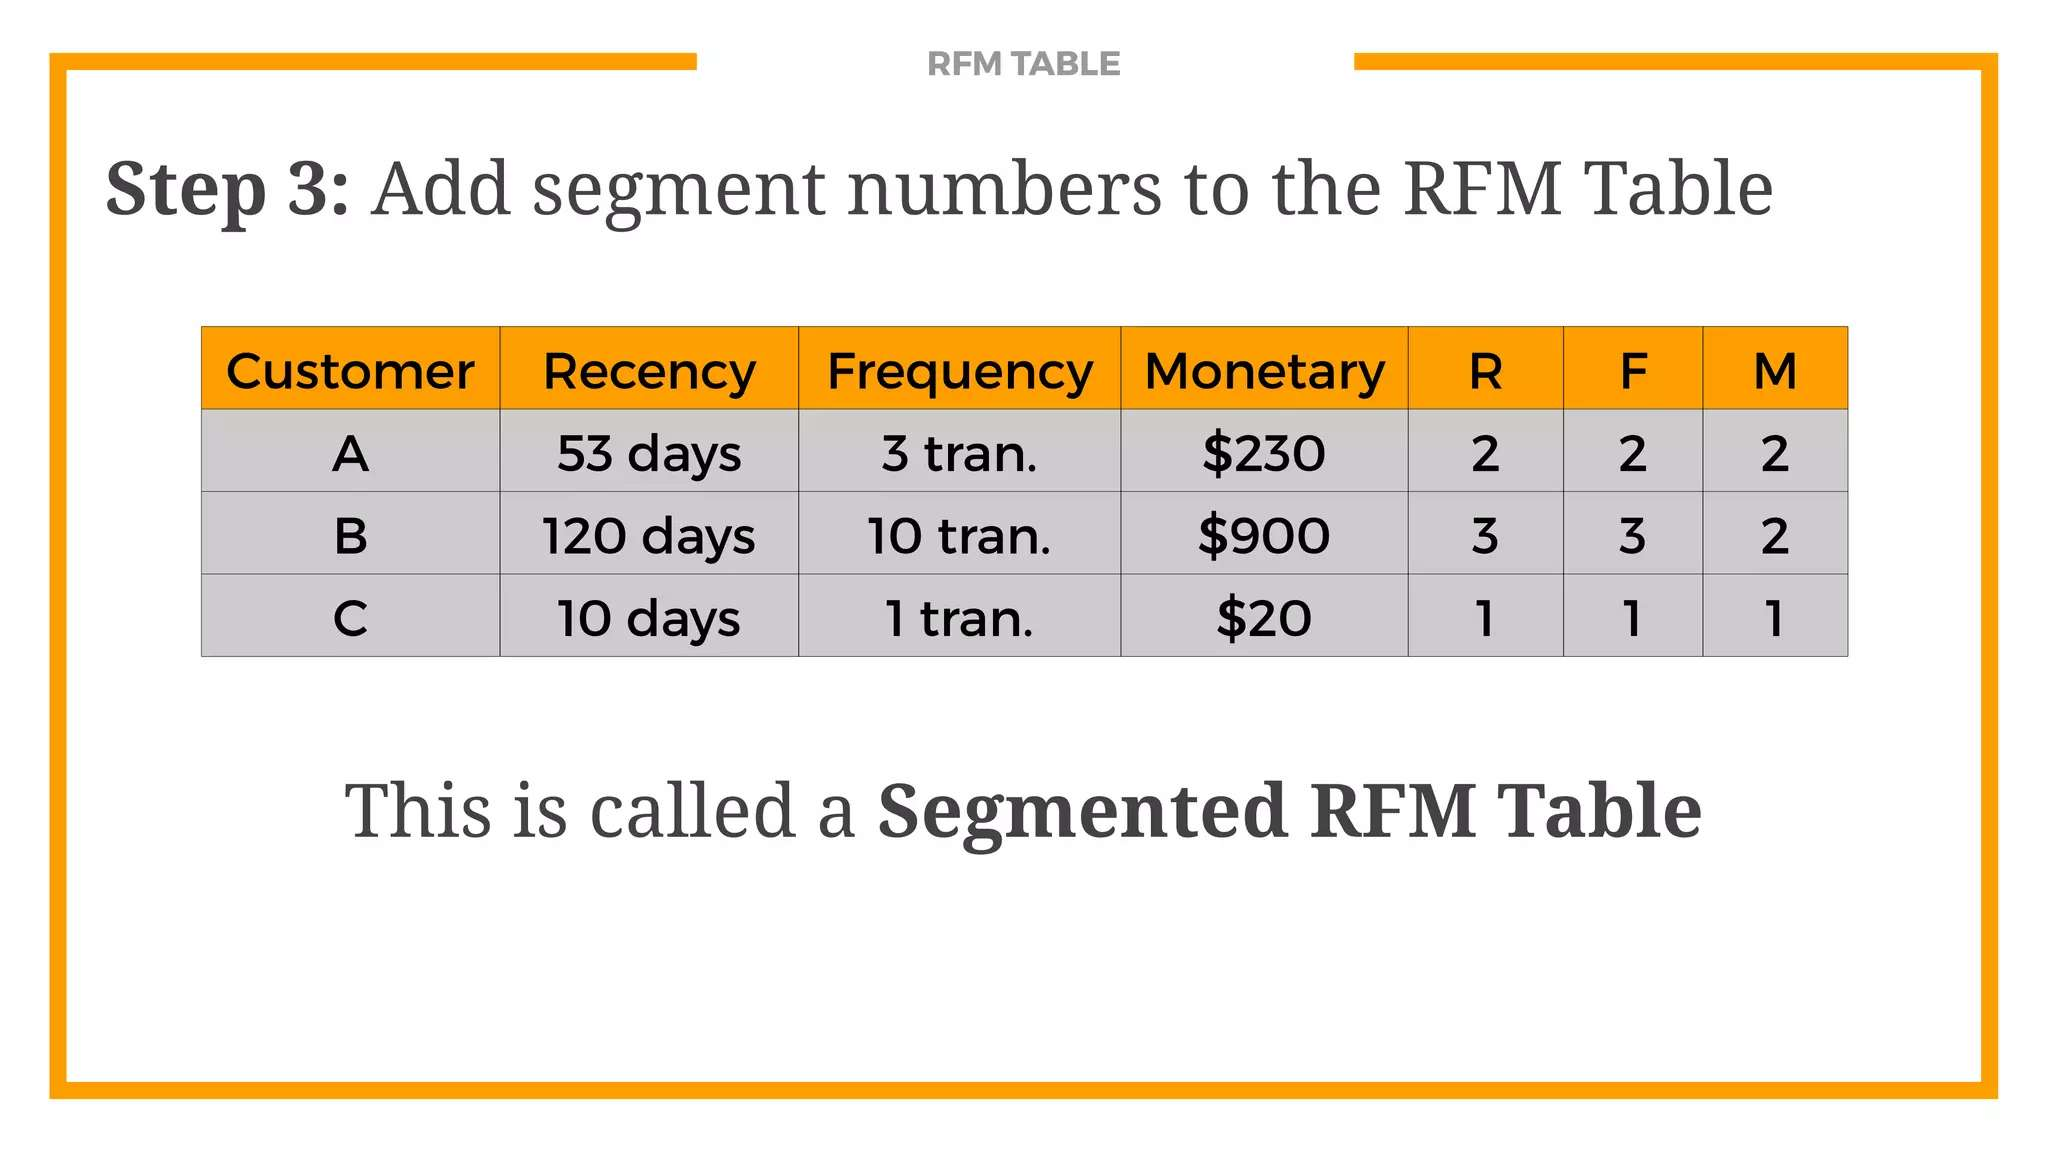 RFM TABLE
Step 3: Add segment numbers to the RFM Table
Customer Recency Frequency Monetary R F M
A 53 days 3 tran. $230 2 2 2
B 120 days 10 tran. $900 3 3 2
C 10 days 1 tran. $20 1 1 1
This is called a Segmented RFM Table